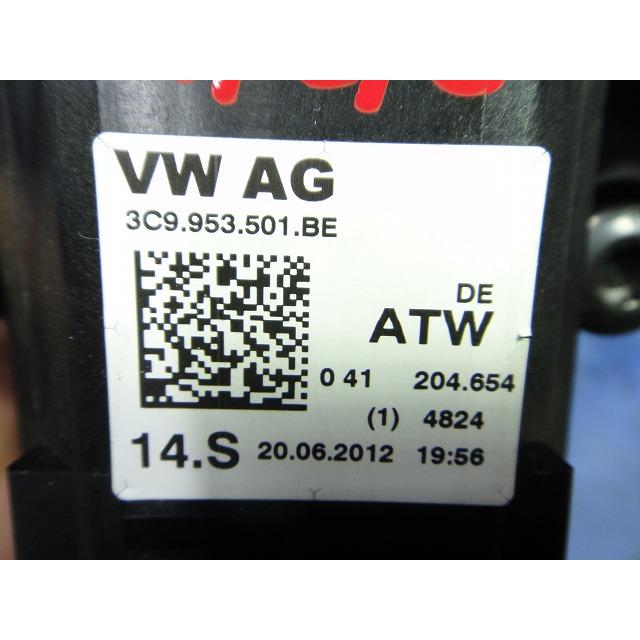 VW AG
3C9.953.501.BE
DE
ATW
0 41 204.654
(1) 4824
14.S 20.06.2012 19:56